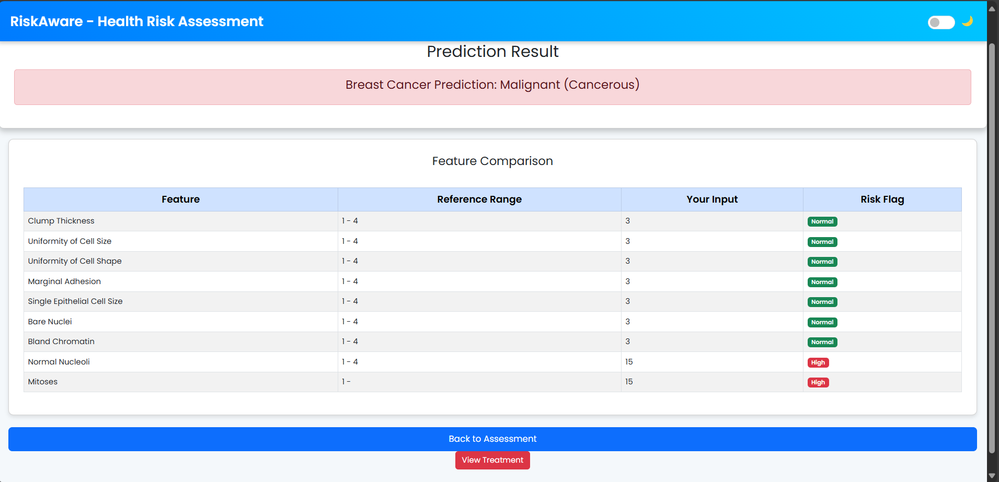 RiskAware - Health Risk Assessment
Prediction Result
Breast Cancer Prediction: Malignant (Cancerous)
Feature Comparison
Feature Reference Range Your Input Risk Flag
Clump Thickness 1 - 4 3 Normal
Uniformity of Cell Size 1 - 4 3 Normal
Uniformity of Cell Shape 1 - 4 3 Normal
Marginal Adhesion 1 - 4 3 Normal
Single Epithelial Cell Size 1 - 4 3 Normal
Bare Nuclei 1 - 4 3 Normal
Bland Chromatin 1 - 4 3 Normal
Normal Nucleoli 1 - 4 15 High
Mitoses 1 - 15 High
Back to Assessment
View Treatment